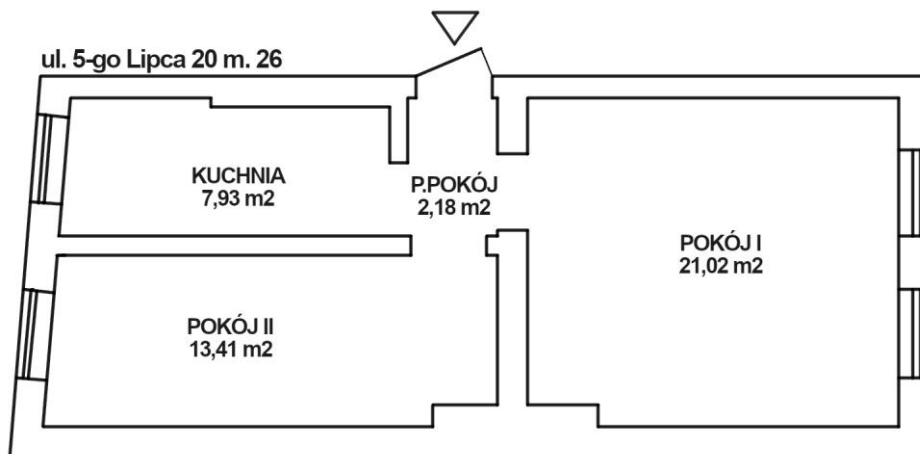 ul. 5-go Lipca 20 m. 26
KUCHNIA
7,93 m2
P.POKÓJ
2,18 m2
POKÓJ I
21,02 m2
POKÓJ II
13,41 m2